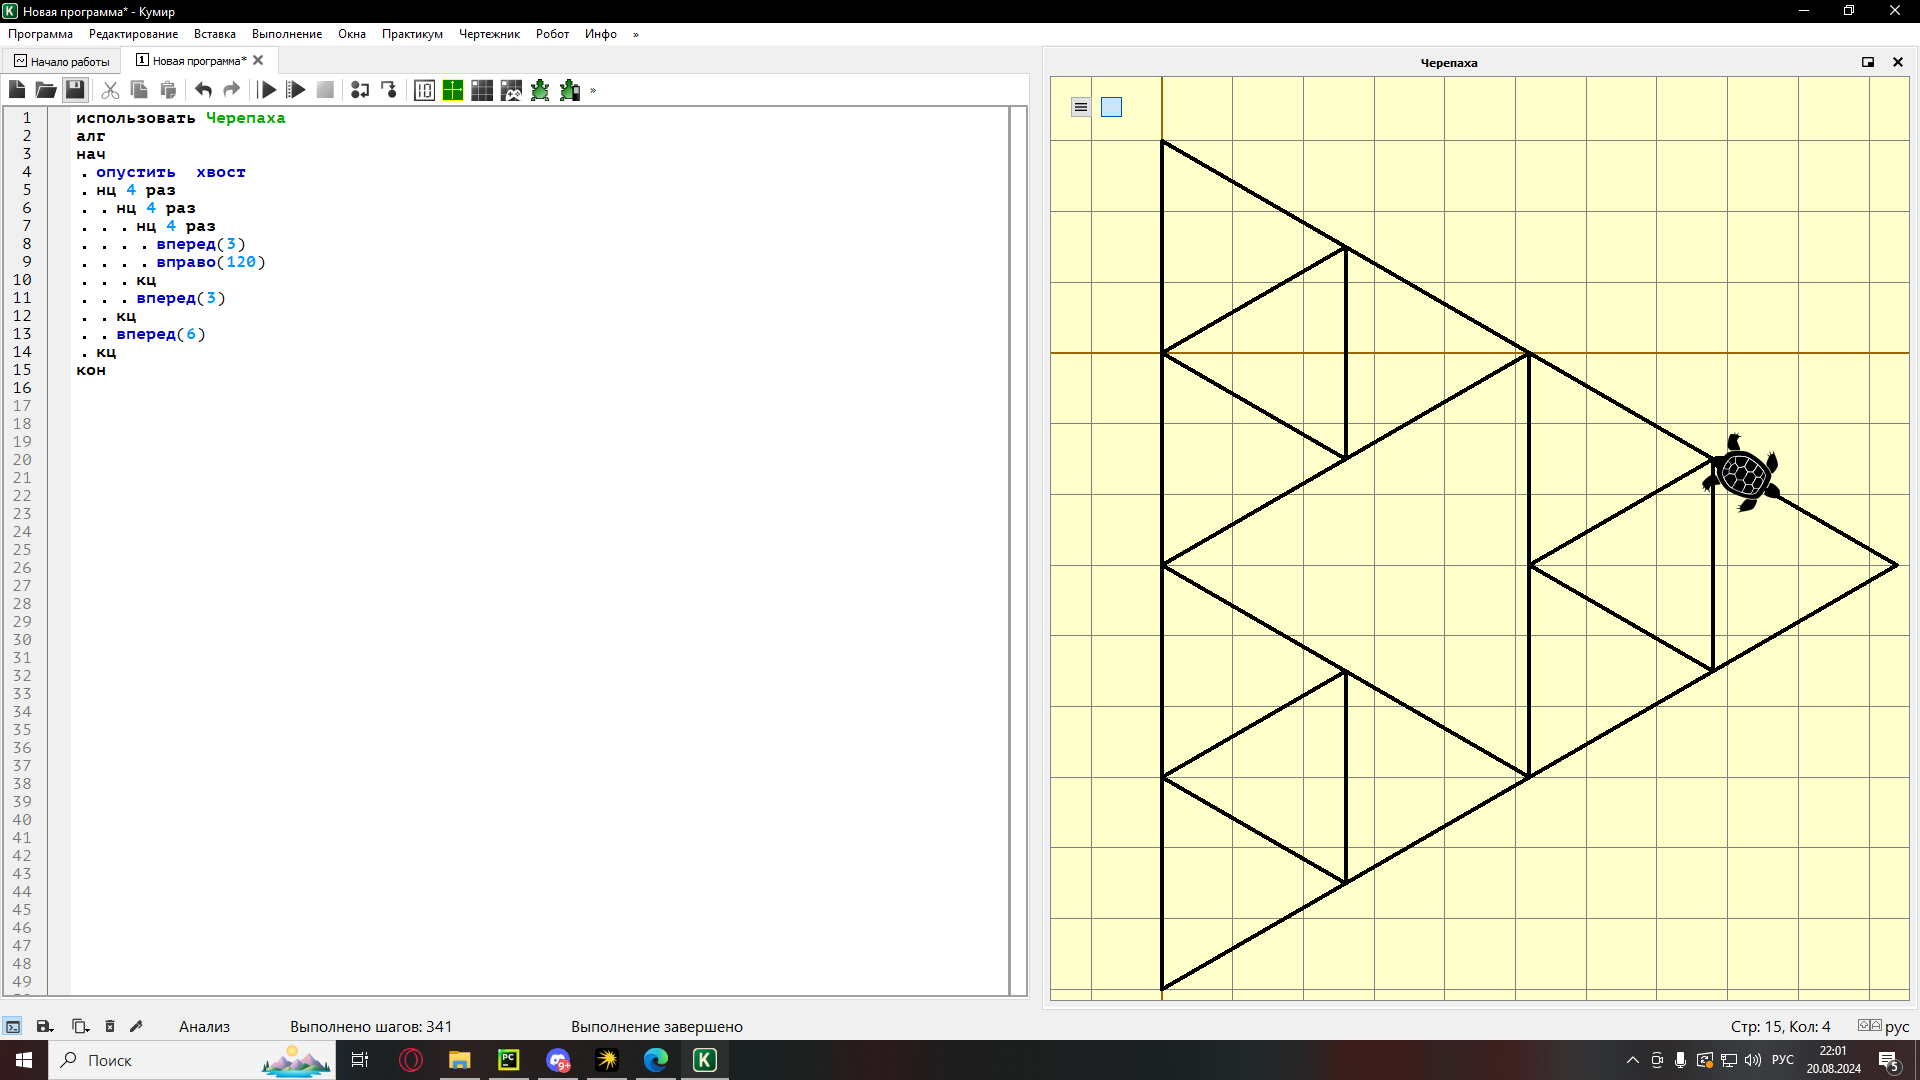 Новая программа* - Кумир
Программа Редактирование Вставка Выполнение Окна Практикум Чертежник Робот Инфо »
Начало работы
1 Новая программа*
Черепаха
»
1 использовать Черепаха
2 алг
3 нач
4 . опустить хвост
5 . нц 4 раз
6 . . нц 4 раз
7 . . . нц 4 раз
8 . . . . вперед(3)
9 . . . . вправо(120)
10 . . . кц
11 . . . вперед(3)
12 . . кц
13 . . вперед(6)
14 . кц
15 кон
16
17
18
19
20
21
22
23
24
25
26
27
28
29
30
31
32
33
34
35
36
37
38
39
40
41
42
43
44
45
46
47
48
49
Анализ Выполнено шагов: 341 Выполнение завершено Стр: 15, Кол: 4 рус
Поиск
PC
9+
K
РУС
22:01
20.08.2024
5